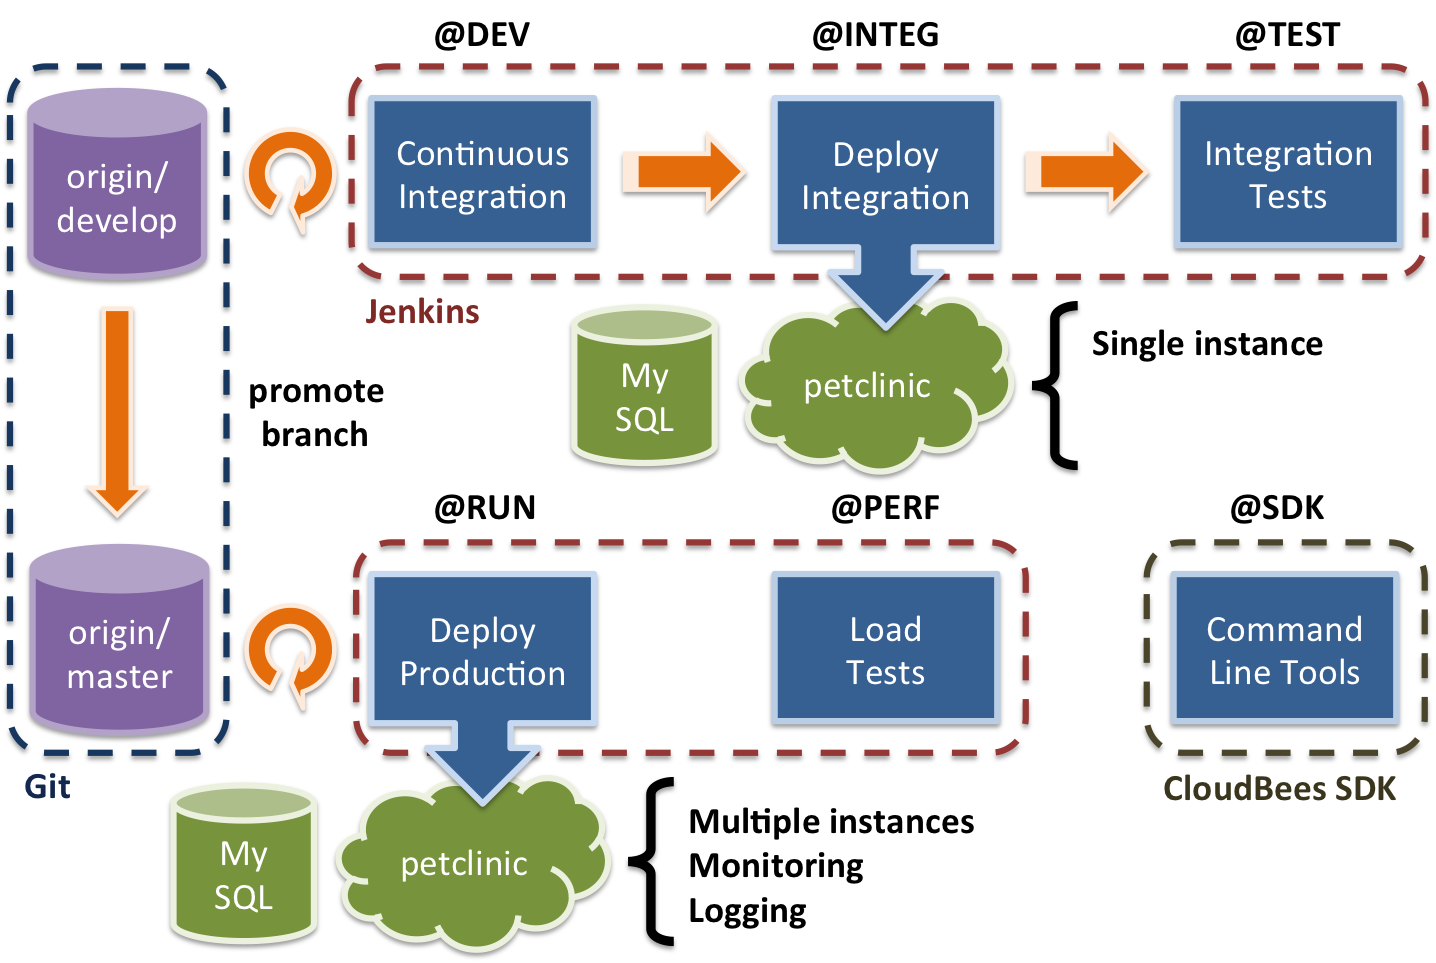 @DEV
@INTEG
@TEST
origin/
develop
Continuous
Integration
Deploy
Integration
Integration
Tests
Jenkins
promote
branch
My
SQL
petclinic
Single instance
@RUN
@PERF
@SDK
origin/
master
Deploy
Production
Load
Tests
Command
Line Tools
Git
CloudBees SDK
My
SQL
petclinic
Multiple instances
Monitoring
Logging